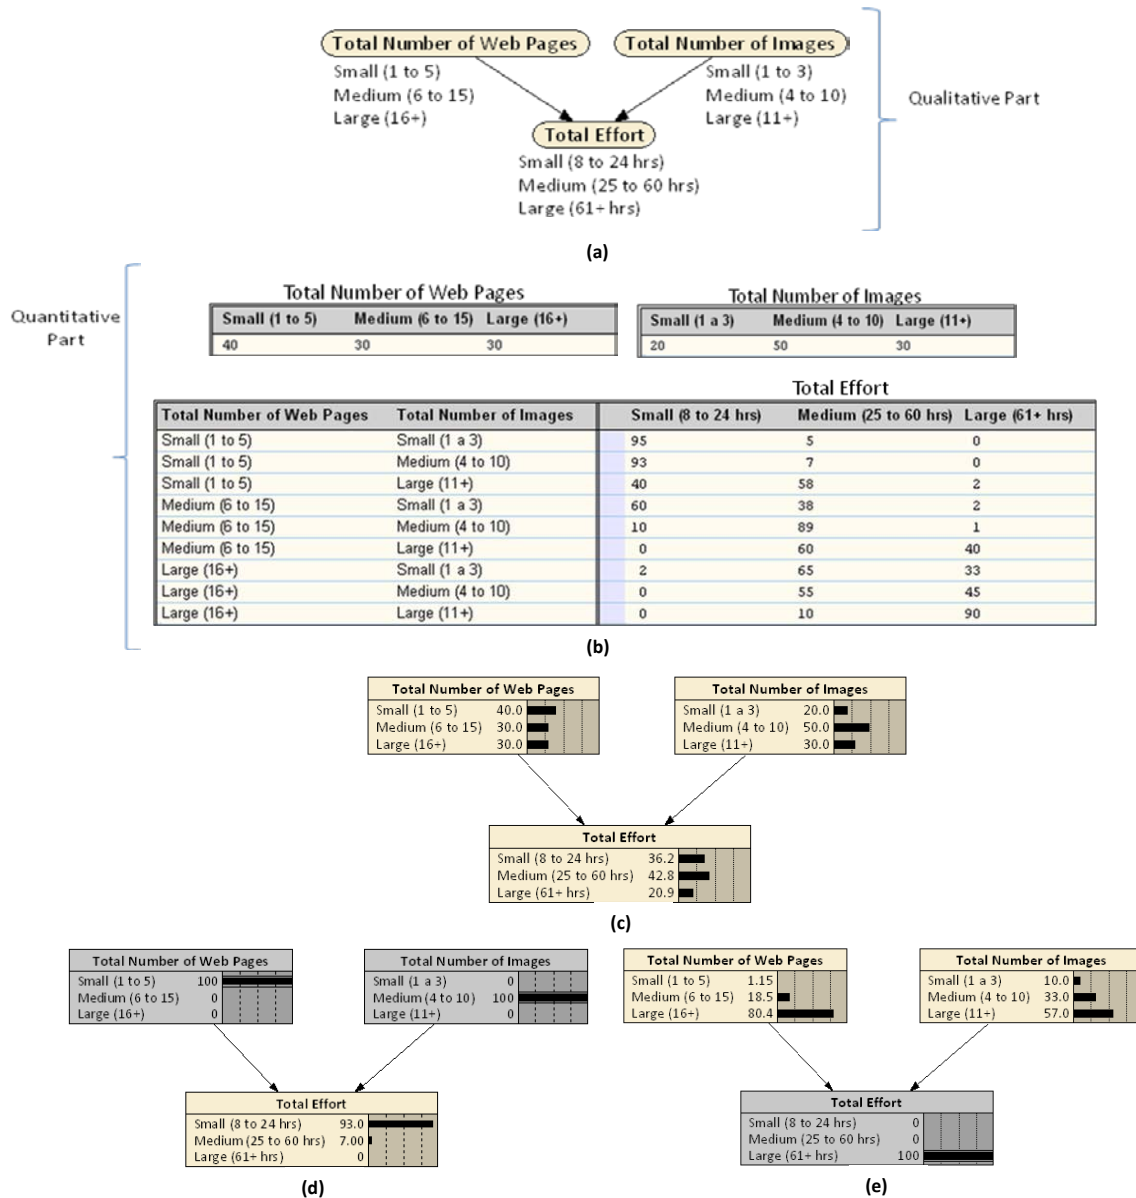 (a)
Total Number of Web Pages
Total Number of Images
Small (1 to 5)
Medium (6 to 15)
Large (16+)
Small (1 to 3)
Medium (4 to 10)
Large (11+)
Qualitative Part
Total Effort
Small (8 to 24 hrs)
Medium (25 to 60 hrs)
Large (61+ hrs)
(a)
Quantitative
Part
Total Number of Web Pages
Small (1 to 5) Medium (6 to 15) Large (16+)
40 30 30
Total Number of Images
Small (1 a 3) Medium (4 to 10) Large (11+)
20 50 30
Total Effort
Total Number of Web Pages Total Number of Images Small (8 to 24 hrs) Medium (25 to 60 hrs) Large (61+ hrs)
Small (1 to 5) Small (1 a 3) 95 5 0
Small (1 to 5) Medium (4 to 10) 93 7 0
Small (1 to 5) Large (11+) 40 58 2
Medium (6 to 15) Small (1 a 3) 60 38 2
Medium (6 to 15) Medium (4 to 10) 10 89 1
Medium (6 to 15) Large (11+) 0 60 40
Large (16+) Small (1 a 3) 2 65 33
Large (16+) Medium (4 to 10) 0 55 45
Large (16+) Large (11+) 0 10 90
(b)
Total Number of Web Pages
Small (1 to 5) 40.0
Medium (6 to 15) 30.0
Large (16+) 30.0
Total Number of Images
Small (1 a 3) 20.0
Medium (4 to 10) 50.0
Large (11+) 30.0
Total Effort
Small (8 to 24 hrs) 36.2
Medium (25 to 60 hrs) 42.8
Large (61+ hrs) 20.9
(c)
Total Number of Web Pages
Small (1 to 5) 100
Medium (6 to 15) 0
Large (16+) 0
Total Number of Images
Small (1 a 3) 0
Medium (4 to 10) 100
Large (11+) 0
Total Effort
Small (8 to 24 hrs) 93.0
Medium (25 to 60 hrs) 7.00
Large (61+ hrs) 0
(d)
Total Number of Web Pages
Small (1 to 5) 1.15
Medium (6 to 15) 18.5
Large (16+) 80.4
Total Number of Images
Small (1 a 3) 10.0
Medium (4 to 10) 33.0
Large (11+) 57.0
Total Effort
Small (8 to 24 hrs) 0
Medium (25 to 60 hrs) 0
Large (61+ hrs) 100
(e)